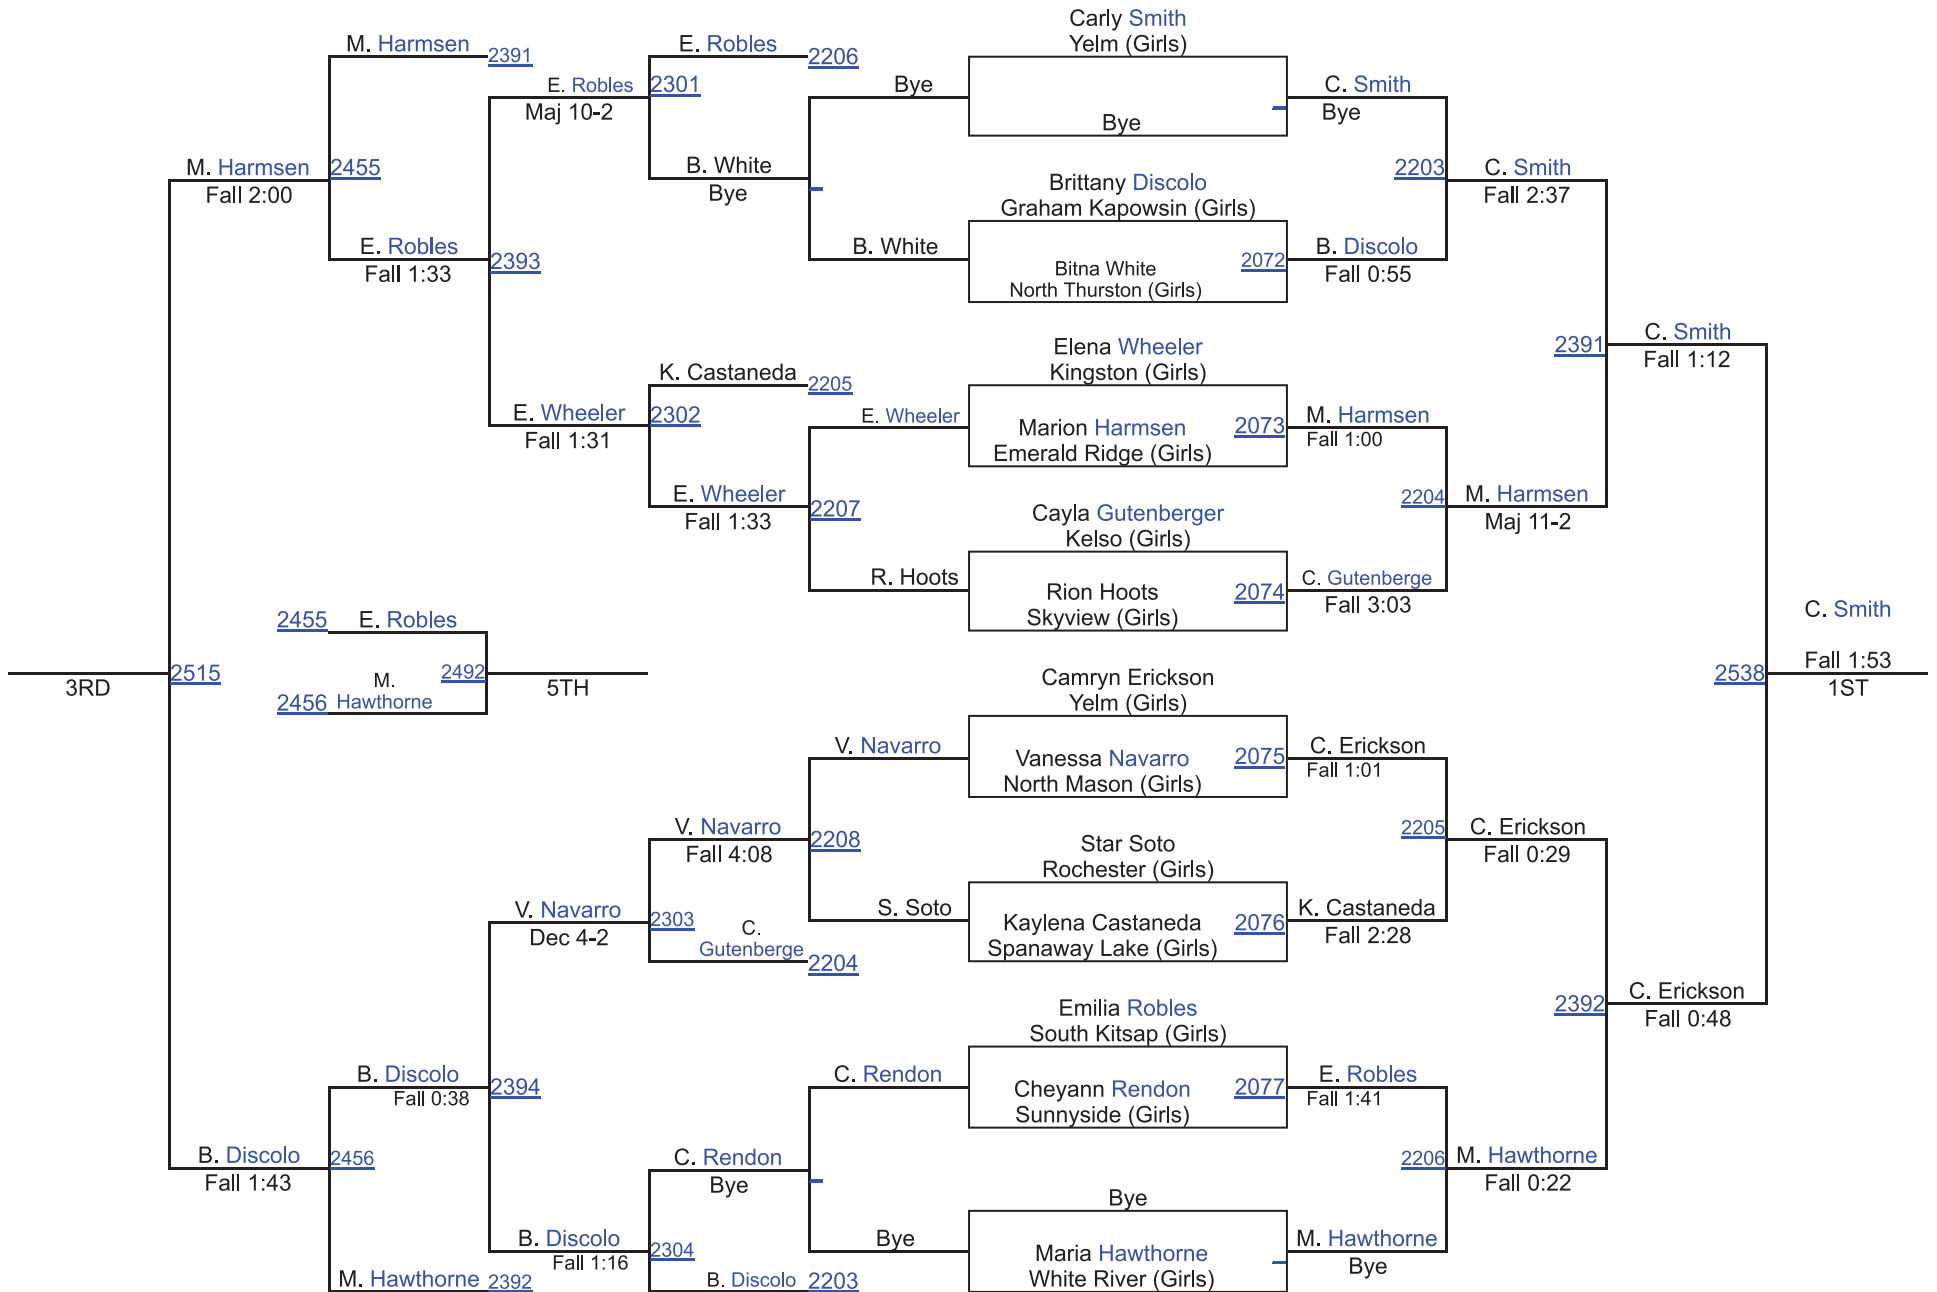 Carly Smith
M. Harmsen
2391
E. Robles
2206
Yelm (Girls)
E. Robles
2301
Bye
C. Smith
Maj 10-2
Bye
Bye
M. Harmsen
2455
B. White
2203
C. Smith
Fall 2:00
Bye
Brittany Discolo
Fall 2:37
Graham Kapowsin (Girls)
E. Robles
B. White
B. Discolo
Fall 1:33
2393
Bitna White
2072
Fall 0:55
North Thurston (Girls)
C. Smith
Elena Wheeler
2391
Fall 1:12
K. Castaneda
2205
Kingston (Girls)
E. Wheeler
2302
E. Wheeler
Marion Harmsen
2073
M. Harmsen
Fall 1:31
Emerald Ridge (Girls)
Fall 1:00
E. Wheeler
2207
2204
M. Harmsen
Fall 1:33
Cayla Gutenberger
Maj 11-2
Kelso (Girls)
R. Hoots
Rion Hoots
2074
C. Gutenberge
Skyview (Girls)
Fall 3:03
2455
E. Robles
C. Smith
2515
M.
2492
Camryn Erickson
2538
Fall 1:53
3RD
2456
Hawthorne
5TH
Yelm (Girls)
1ST
V. Navarro
Vanessa Navarro
2075
C. Erickson
North Mason (Girls)
Fall 1:01
V. Navarro
2208
Star Soto
2205
C. Erickson
Fall 4:08
Rochester (Girls)
Fall 0:29
V. Navarro
2303
S. Soto
Kaylena Castaneda
2076
K. Castaneda
Dec 4-2
C.
Spanaway Lake (Girls)
Fall 2:28
Gutenberge
2204
Emilia Robles
2392
C. Erickson
South Kitsap (Girls)
Fall 0:48
B. Discolo
2394
C. Rendon
Cheyann Rendon
2077
E. Robles
Fall 0:38
Sunnyside (Girls)
Fall 1:41
B. Discolo
2456
C. Rendon
2206
M. Hawthorne
Fall 1:43
Bye
Bye
Fall 0:22
B. Discolo
2304
Bye
Maria Hawthorne
M. Hawthorne
Fall 1:16
White River (Girls)
Bye
M. Hawthorne
2392
B. Discolo
2203